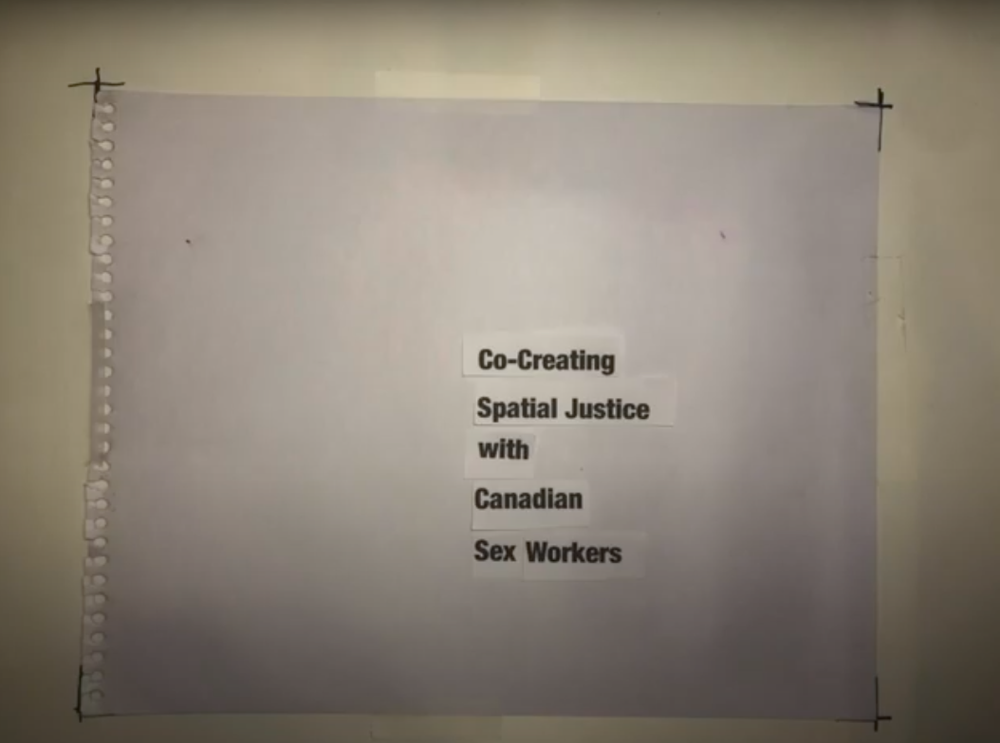 Co-Creating
Spatial Justice
with
Canadian
Sex Workers